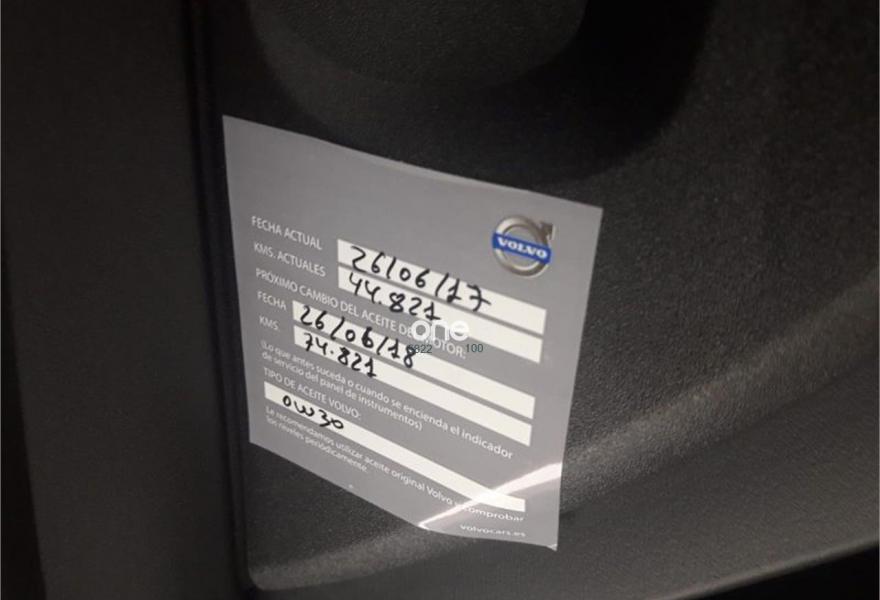 VOLVO
FECHA ACTUAL 26/06/17
KMS. ACTUALES 44.821
PRÓXIMO CAMBIO DEL ACEITE DE MOTOR:
FECHA 26/06/18
KMS. 74.821
(Lo que antes suceda o cuando se encienda el indicador
de servicio del panel de instrumentos)
TIPO DE ACEITE VOLVO:
0W30
Le recomendamos utilizar aceite original Volvo y comprobar
los niveles periódicamente.
volvocars.es
one
100